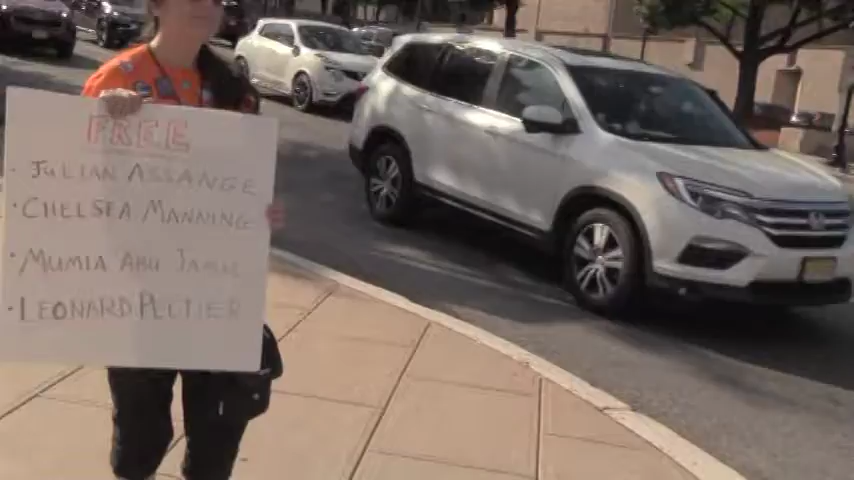 FREE
• JULIAN ASSANGE
• CHELSEA MANNING
• MUMIA ABU JAMAL
• LEONARD PELTIER